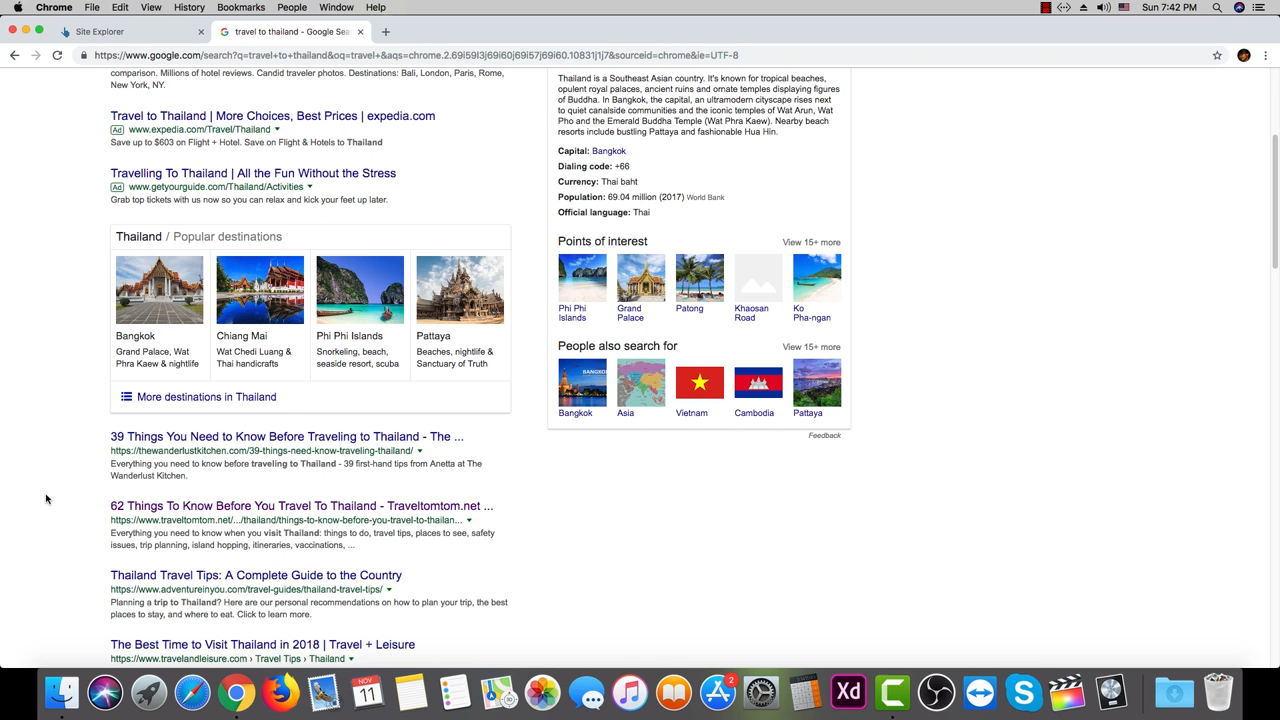 Chrome File Edit View History Bookmarks People Window Help Sun 7:42 PM
Site Explorer
travel to thailand - Google Sea
https://www.google.com/search?q=travel+to+thailand&oq=travel+&aqs=chrome.2.69i59l3j69i60j69i57j69i60.10831j1j7&sourceid=chrome&ie=UTF-8
comparison. Millions of hotel reviews. Candid traveler photos. Destinations: Bali, London, Paris, Rome,
New York, NY.
Travel to Thailand | More Choices, Best Prices | expedia.com
Ad www.expedia.com/Travel/Thailand
Save up to $603 on Flight + Hotel. Save on Flight & Hotels to Thailand
Travelling To Thailand | All the Fun Without the Stress
Ad www.getyourguide.com/Thailand/Activities
Grab top tickets with us now so you can relax and kick your feet up later.
Thailand / Popular destinations
Bangkok
Grand Palace, Wat
Phra Kaew & nightlife
Chiang Mai
Wat Chedi Luang &
Thai handicrafts
Phi Phi Islands
Snorkeling, beach,
seaside resort, scuba
Pattaya
Beaches, nightlife &
Sanctuary of Truth
More destinations in Thailand
39 Things You Need to Know Before Traveling to Thailand - The ...
https://thewanderlustkitchen.com/39-things-need-know-traveling-thailand/
Everything you need to know before traveling to Thailand - 39 first-hand tips from Anetta at The
Wanderlust Kitchen.
62 Things To Know Before You Travel To Thailand - Traveltomtom.net ...
https://www.traveltomtom.net/.../thailand/things-to-know-before-you-travel-to-thailan...
Everything you need to know when you visit Thailand: things to do, travel tips, places to see, safety
issues, trip planning, island hopping, itineraries, vaccinations, ...
Thailand Travel Tips: A Complete Guide to the Country
https://www.adventureinyou.com/travel-guides/thailand-travel-tips/
Planning a trip to Thailand? Here are our personal recommendations on how to plan your trip, the best
places to stay, and where to eat. Click to learn more.
The Best Time to Visit Thailand in 2018 | Travel + Leisure
https://www.travelandleisure.com › Travel Tips › Thailand
Thailand is a Southeast Asian country. It's known for tropical beaches,
opulent royal palaces, ancient ruins and ornate temples displaying figures
of Buddha. In Bangkok, the capital, an ultramodern cityscape rises next
to quiet canalside communities and the iconic temples of Wat Arun, Wat
Pho and the Emerald Buddha Temple (Wat Phra Kaew). Nearby beach
resorts include bustling Pattaya and fashionable Hua Hin.
Capital: Bangkok
Dialing code: +66
Currency: Thai baht
Population: 69.04 million (2017) World Bank
Official language: Thai
Points of interest View 15+ more
Phi Phi
Islands
Grand
Palace
Patong
Khaosan
Road
Ko
Pha-ngan
People also search for View 15+ more
BANGKOK
Bangkok Asia Vietnam Cambodia Pattaya
Feedback
NOV
11
2
Xd